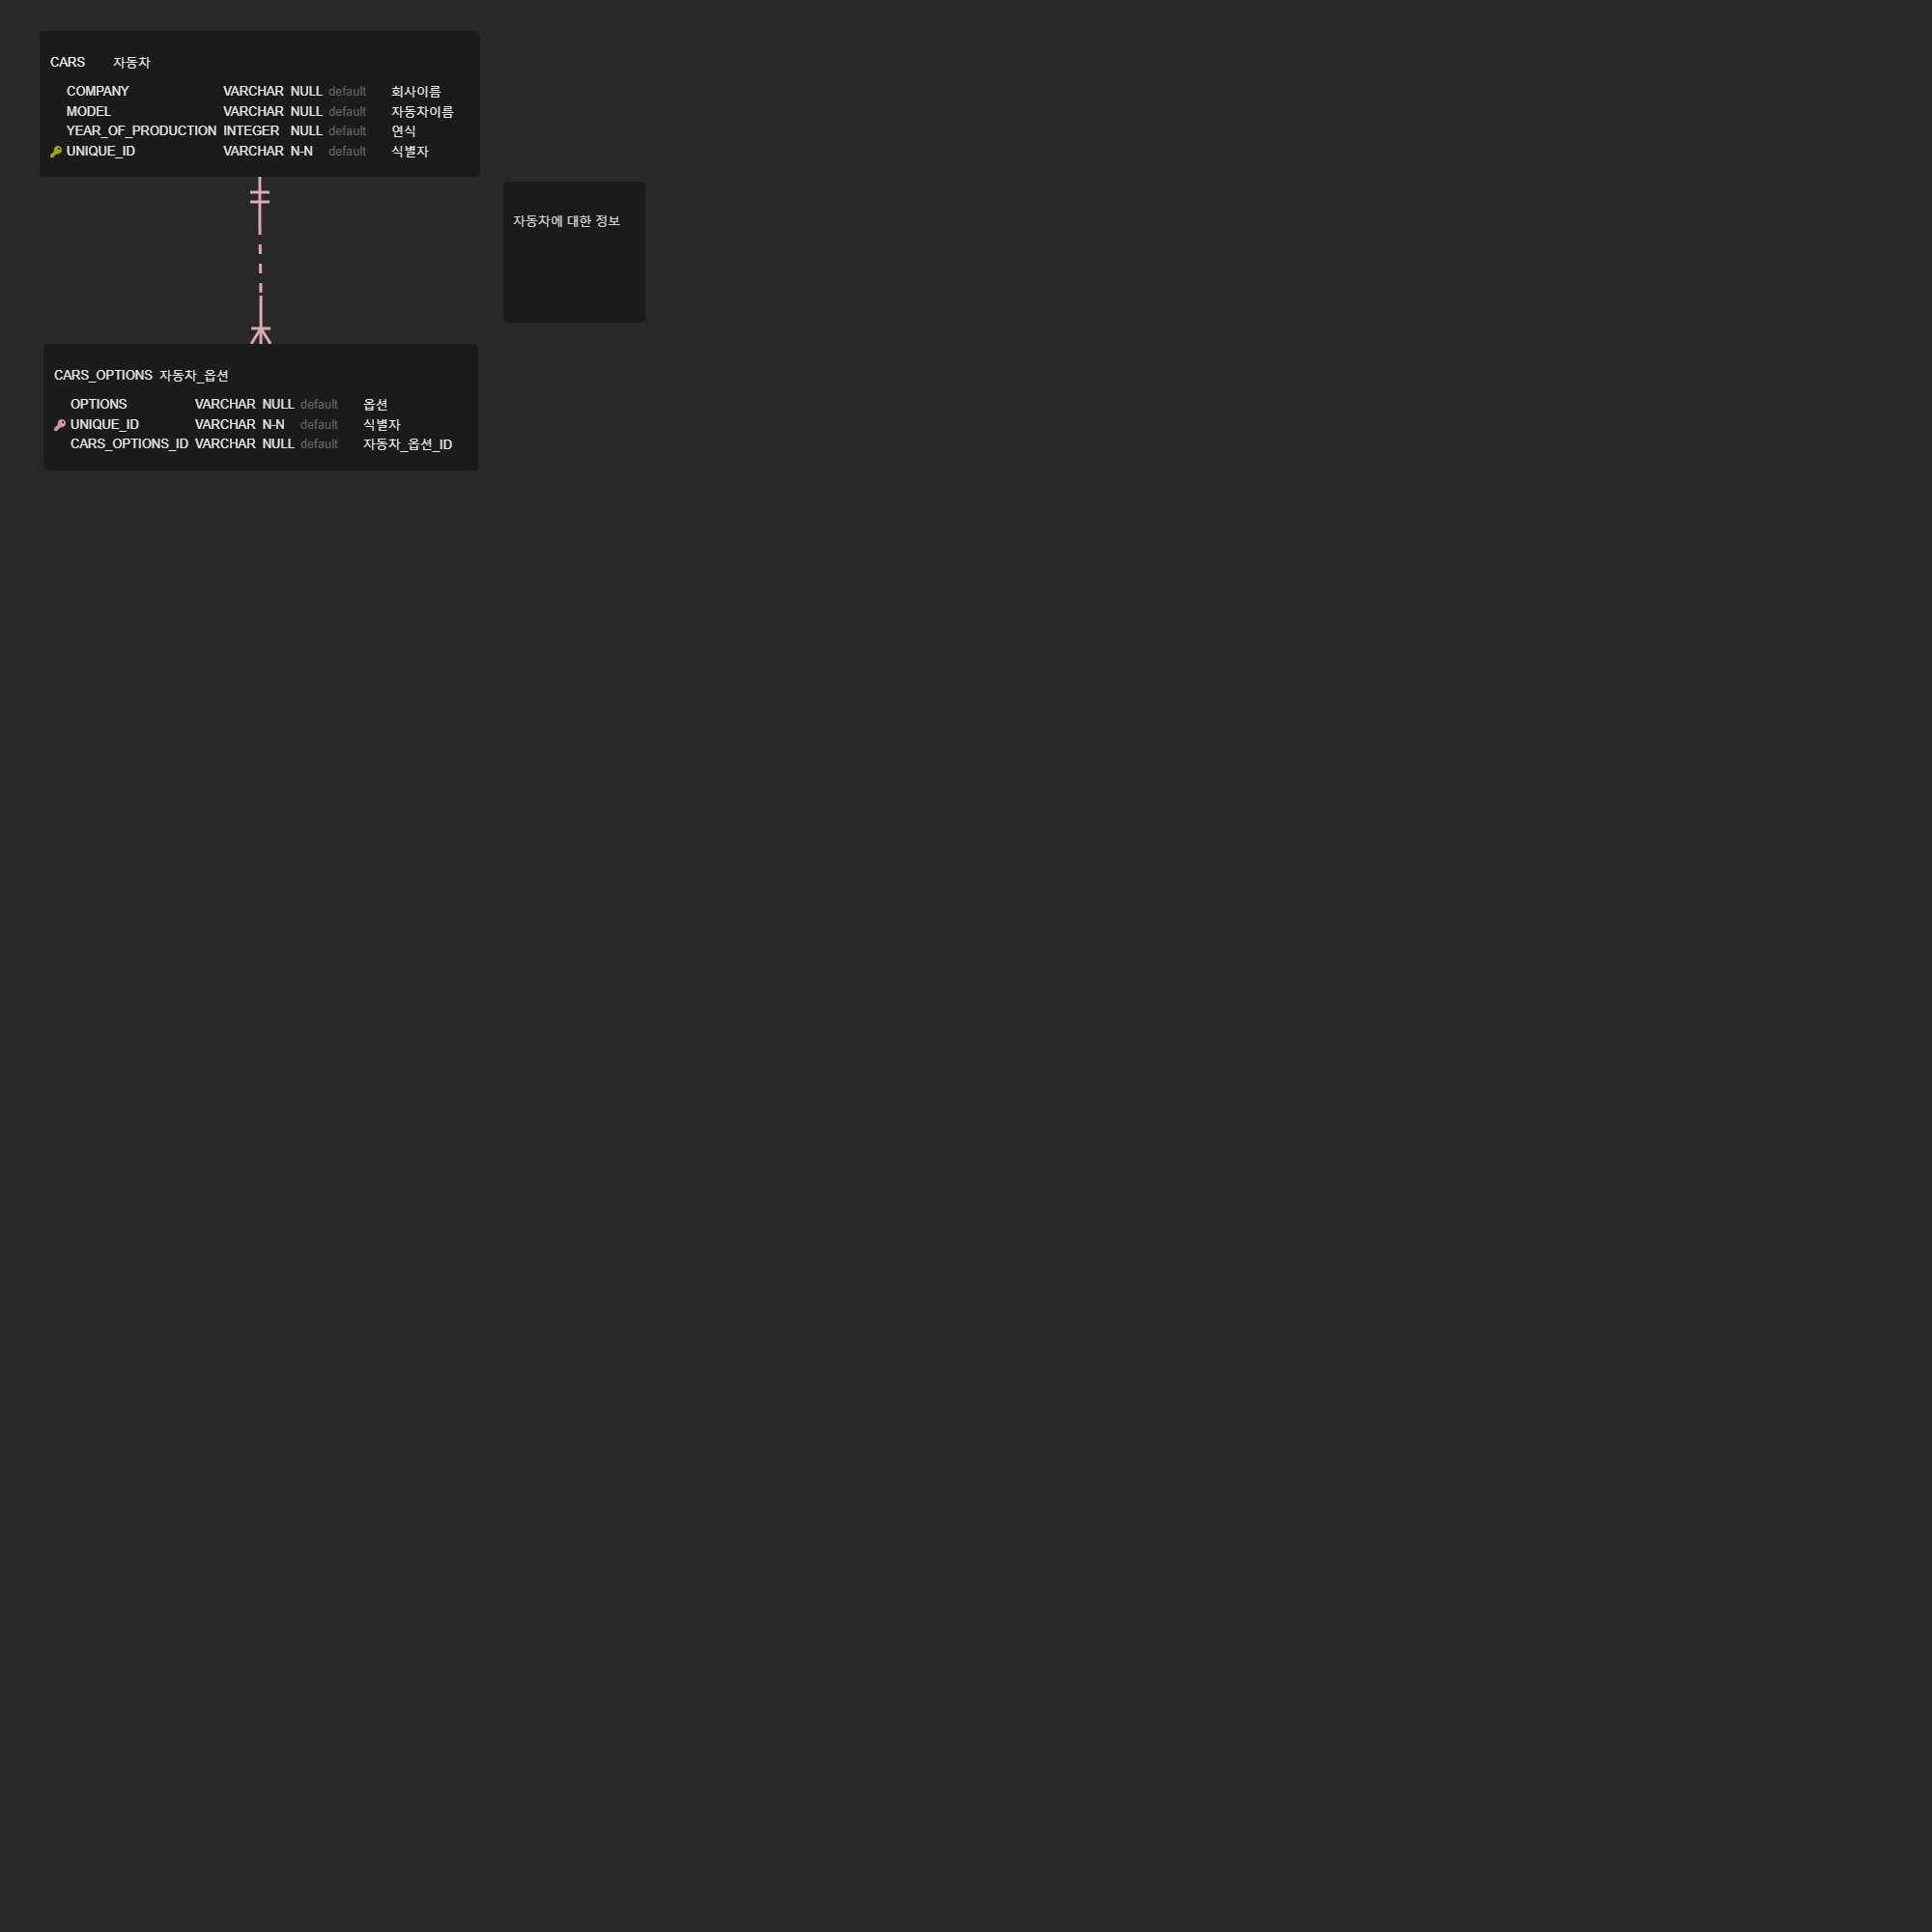 CARS 자동차
COMPANY VARCHAR NULL default 회사이름
MODEL VARCHAR NULL default 자동차이름
YEAR_OF_PRODUCTION INTEGER NULL default 연식
UNIQUE_ID VARCHAR N-N default 식별자
자동차에 대한 정보
CARS_OPTIONS 자동차_옵션
OPTIONS VARCHAR NULL default 옵션
UNIQUE_ID VARCHAR N-N default 식별자
CARS_OPTIONS_ID VARCHAR NULL default 자동차_옵션_ID